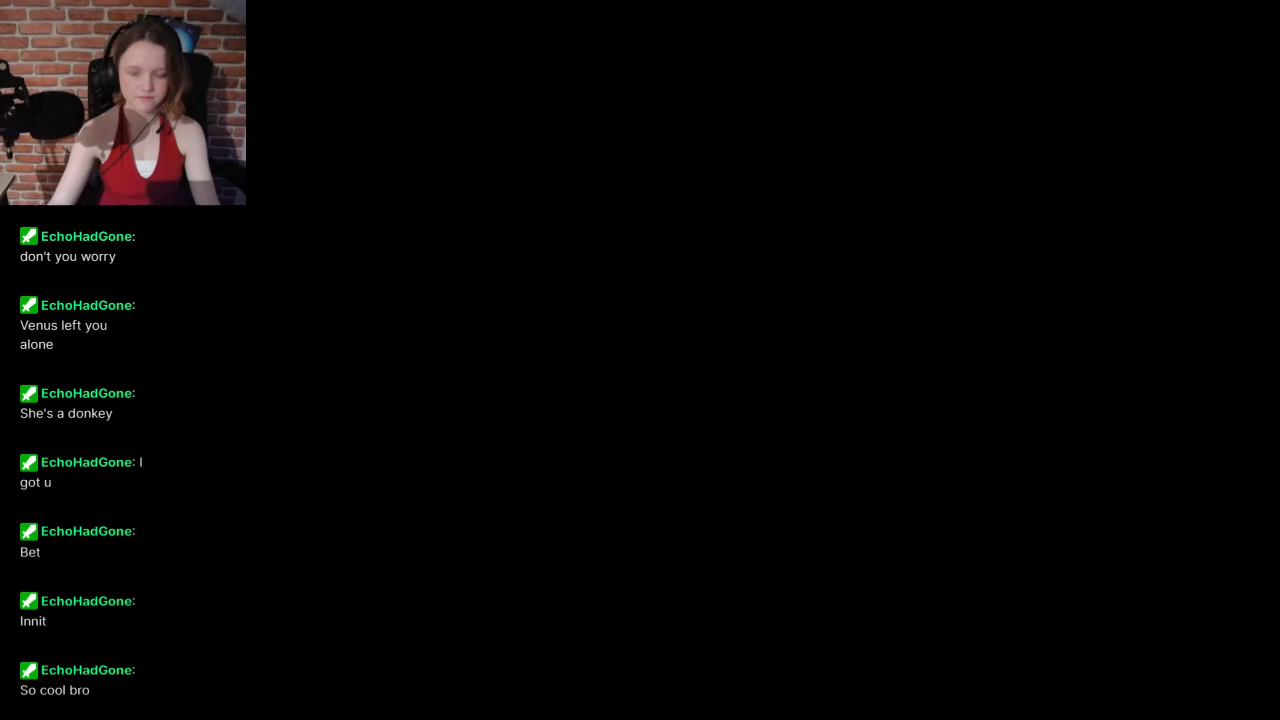 EchoHadGone:
don't you worry
EchoHadGone:
Venus left you
alone
EchoHadGone:
She's a donkey
EchoHadGone: I
got u
EchoHadGone:
Bet
EchoHadGone:
Innit
EchoHadGone:
So cool bro